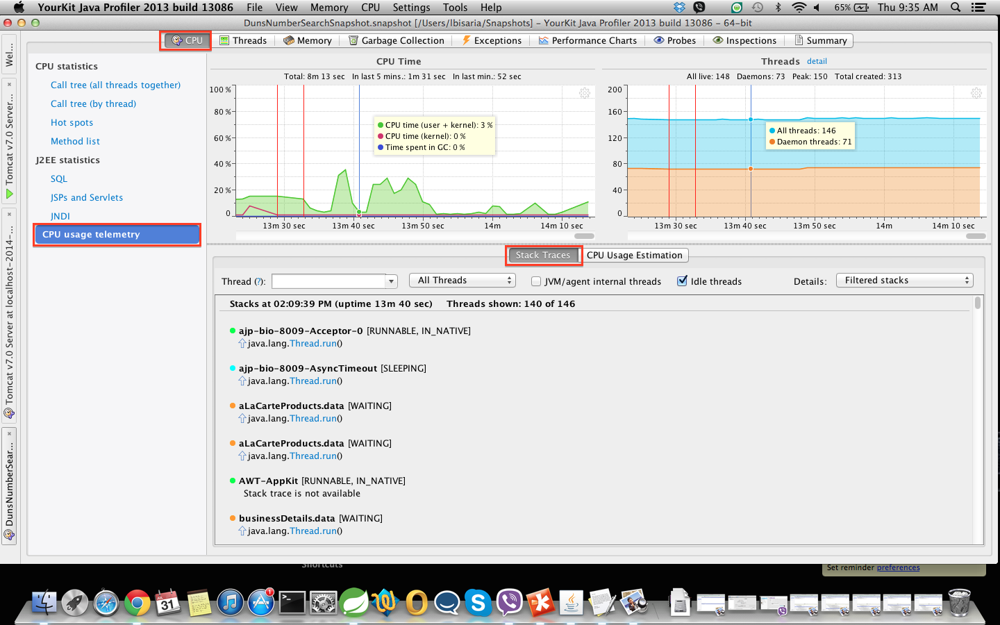 YourKit Java Profiler 2013 build 13086 File View Memory CPU Settings Tools Help 65% Thu 9:35 AM
DunsNumberSearchSnapshot.snapshot [/Users/lbisaria/Snapshots] - YourKit Java Profiler 2013 build 13086 - 64-bit
CPU Threads Memory Garbage Collection Exceptions Performance Charts Probes Inspections Summary
Wel...
Tomcat v7.0 Server...
Tomcat v7.0 Server at localhost-2014-...
DunsNumberSear...
CPU statistics
Call tree (all threads together)
Call tree (by thread)
Hot spots
Method list
J2EE statistics
SQL
JSPs and Servlets
JNDI
CPU usage telemetry
CPU Time
Total: 8m 13 sec In last 5 mins.: 1m 31 sec In last min.: 52 sec
100 %
80 %
60 %
40 %
20 %
0
CPU time (user + kernel): 3 %
CPU time (kernel): 0 %
Time spent in GC: 0 %
13m 30 sec 13m 40 sec 13m 50 sec 14m 14m 10 sec
Threads detail
All live: 148 Daemons: 73 Peak: 150 Total created: 313
200
160
120
80
40
0
All threads: 146
Daemon threads: 71
13m 30 sec 13m 40 sec 13m 50 sec 14m 14m 10 sec
Stack Traces CPU Usage Estimation
Thread (?): All Threads JVM/agent internal threads Idle threads Details: Filtered stacks
Stacks at 02:09:39 PM (uptime 13m 40 sec) Threads shown: 140 of 146
ajp-bio-8009-Acceptor-0 [RUNNABLE, IN_NATIVE]
java.lang.Thread.run()
ajp-bio-8009-AsyncTimeout [SLEEPING]
java.lang.Thread.run()
aLaCarteProducts.data [WAITING]
java.lang.Thread.run()
aLaCarteProducts.data [WAITING]
java.lang.Thread.run()
AWT-AppKit [RUNNABLE, IN_NATIVE]
Stack trace is not available
businessDetails.data [WAITING]
java.lang.Thread.run()
Shortcuts
Set reminder preferences
JUL
31
1